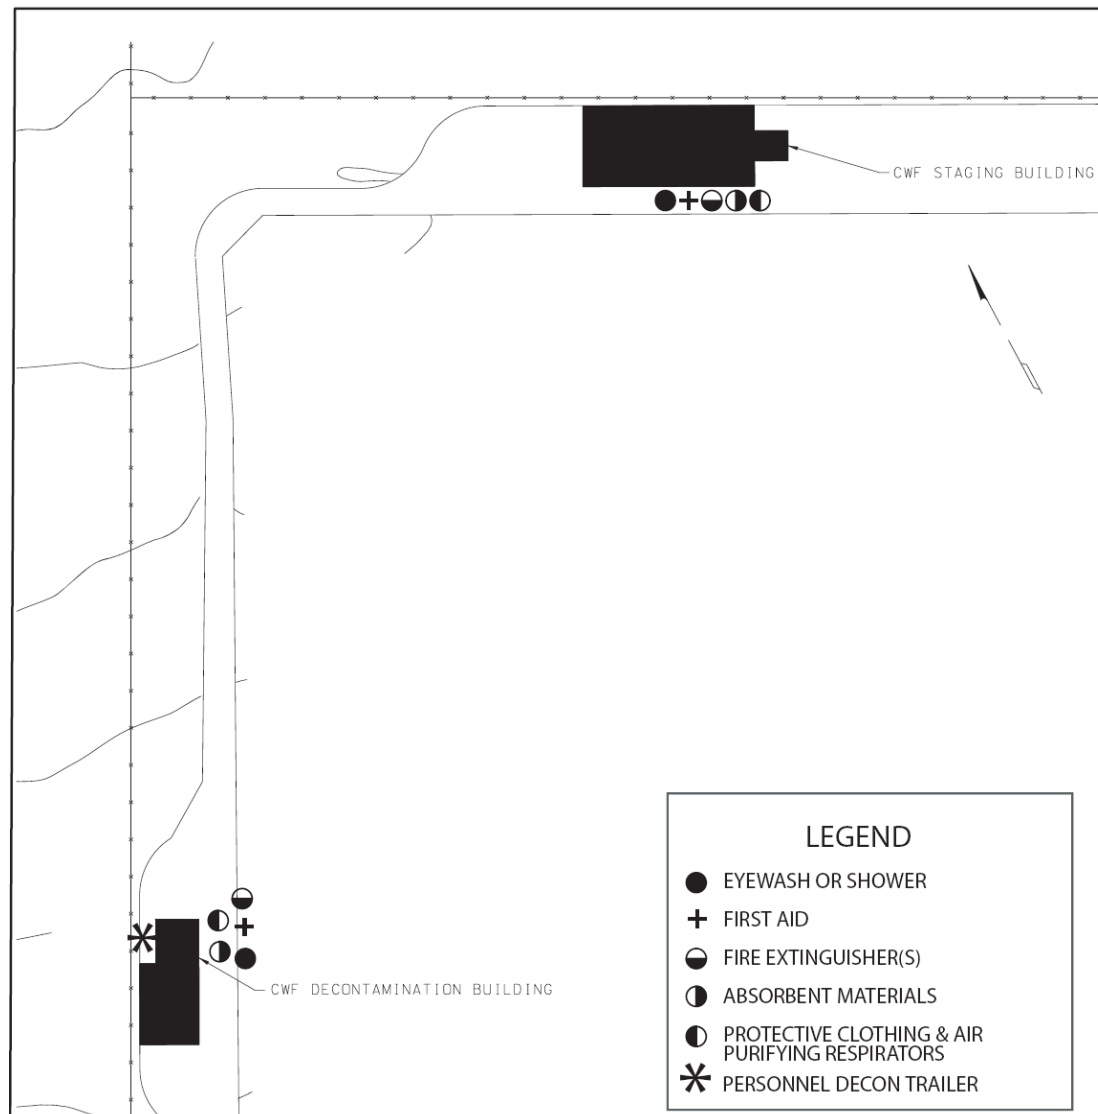 CWF STAGING BUILDING
CWF DECONTAMINATION BUILDING
LEGEND
EYEWASH OR SHOWER
FIRST AID
FIRE EXTINGUISHER(S)
ABSORBENT MATERIALS
PROTECTIVE CLOTHING & AIR
PURIFYING RESPIRATORS
PERSONNEL DECON TRAILER